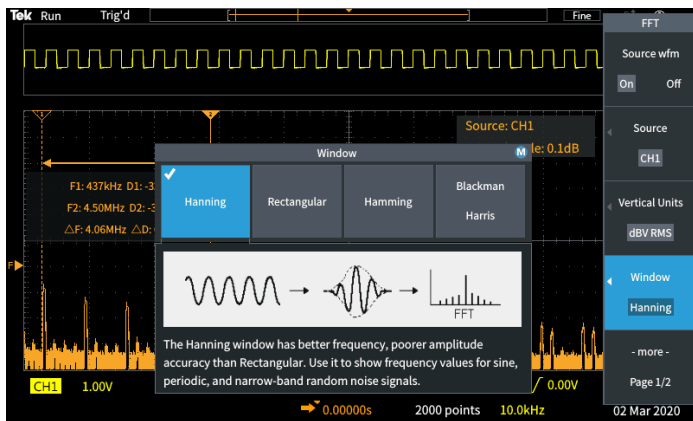 Tek Run Trig'd Fine
FFT
Source wfm
On Off
Source
CH1
Vertical Units
dBV RMS
Window
Hanning
- more -
Page 1/2
1 2
Source: CH1
le: 0.1dB
F1: 437kHz D1: -3
F2: 4.50MHz D2: -3
△F: 4.06MHz △D:
F
Window M
Hanning
Rectangular
Hamming
Blackman
Harris
FFT
The Hanning window has better frequency, poorer amplitude
accuracy than Rectangular. Use it to show frequency values for sine,
periodic, and narrow-band random noise signals.
CH1 1.00V 0.00V
0.00000s 2000 points 10.0kHz 02 Mar 2020